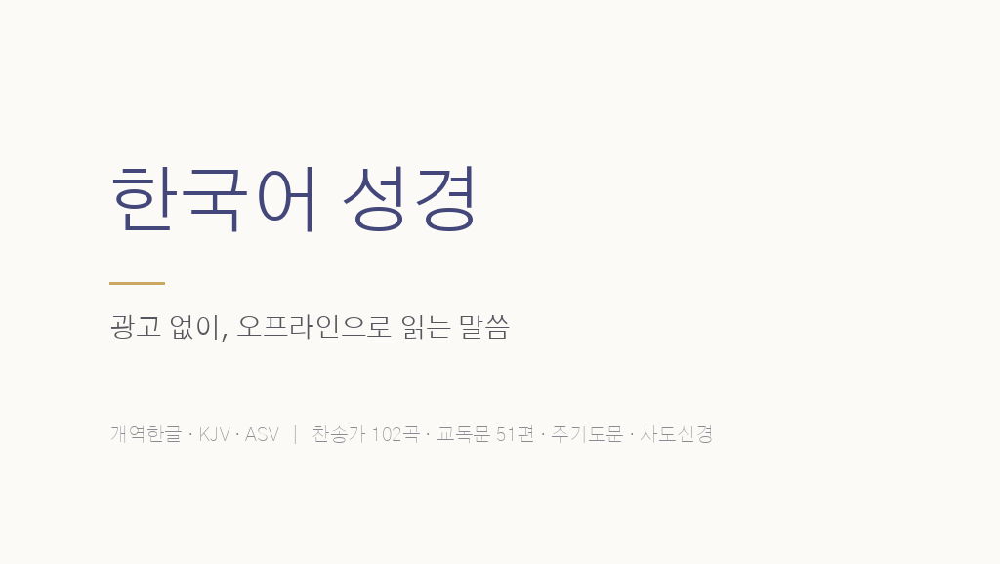 한국어 성경
광고 없이, 오프라인으로 읽는 말씀
개역한글 · KJV · ASV | 찬송가 102곡 · 교독문 51편 · 주기도문 · 사도신경